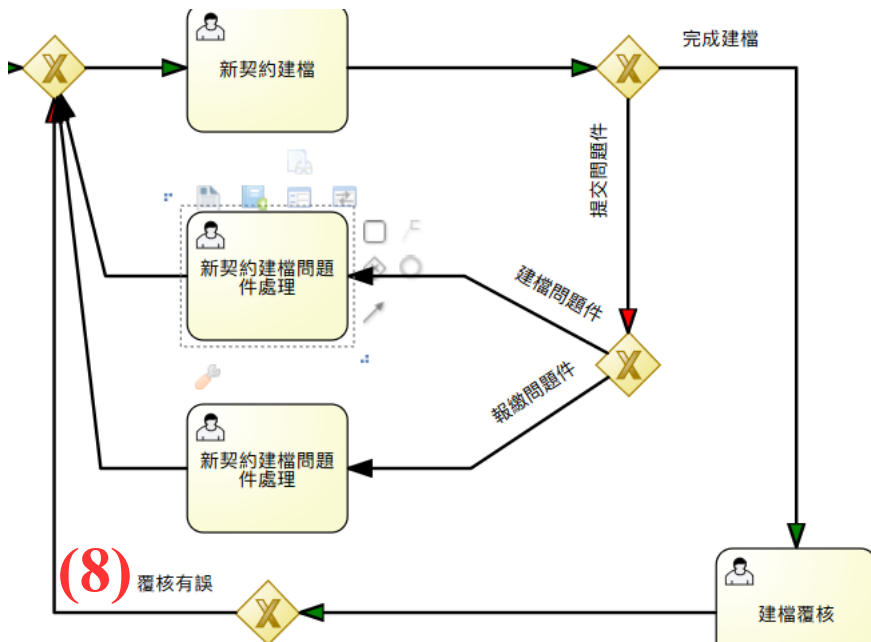 完成建檔
新契約建檔
提交問題件
新契約建檔問題
件處理
建檔問題件
報繳問題件
新契約建檔問題
件處理
(8) 覆核有誤
建檔覆核